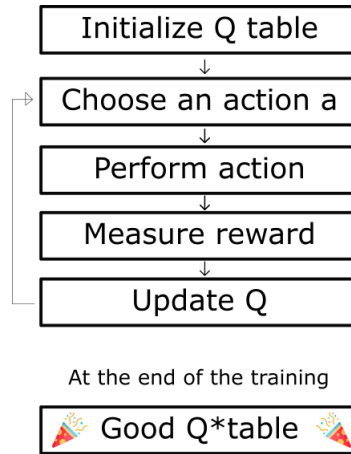 Initialize Q table
Choose an action a
Perform action
Measure reward
Update Q
At the end of the training
Good Q*table